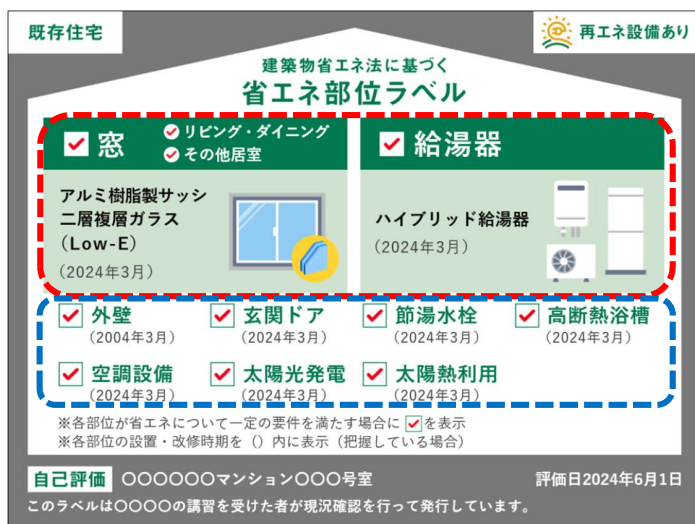 既存住宅
再エネ設備あり
建築物省エネ法に基づく
省エネ部位ラベル
窓
リビング・ダイニング
その他居室
アルミ樹脂製サッシ
二層複層ガラス
（Low-E）
（2024年3月）
給湯器
ハイブリッド給湯器
（2024年3月）
外壁 玄関ドア 節湯水栓 高断熱浴槽
（2004年3月） （2024年3月） （2024年3月） （2024年3月）
空調設備 太陽光発電 太陽熱利用
（2024年3月） （2024年3月） （2024年3月）
※各部位が省エネについて一定の要件を満たす場合に を表示
※各部位の設置・改修時期を（）内に表示（把握している場合）
自己評価 〇〇〇〇〇〇マンション〇〇〇号室 評価日2024年6月1日
このラベルは〇〇〇〇の講習を受けた者が現況確認を行って発行しています。